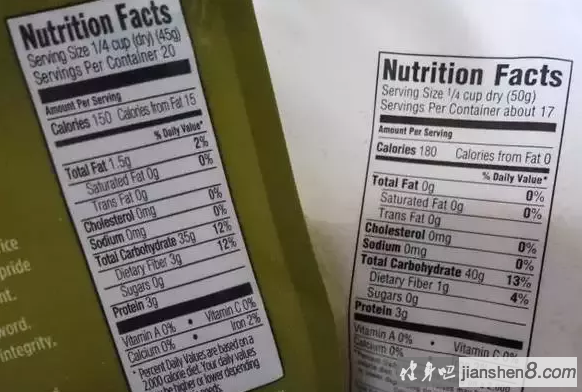 Nutrition Facts
Serving Size 1/4 cup (dry) (45g)
Servings Per Container 20
Amount Per Serving
Calories 150 Calories from Fat 15
% Daily Value*
Total Fat 1.5g 2%
Saturated Fat 0g 0%
Trans Fat 0g
Cholesterol 0mg 0%
Sodium 0mg 0%
Total Carbohydrate 35g 12%
Dietary Fiber 3g 12%
Sugars 0g
Protein 3g
Vitamin A 0% • Vitamin C 0%
Calcium 0% • Iron 2%
* Percent Daily Values are based on a
2,000 calorie diet. Your daily values
be higher or lower depending
needs.
pride
nt.
word.
integrity.
Nutrition Facts
Serving Size 1/4 cup dry (50g)
Servings Per Container about 17
Amount Per Serving
Calories 180 Calories from Fat 0
% Daily Value*
Total Fat 0g 0%
Saturated Fat 0g 0%
Trans Fat 0g
Cholesterol 0mg 0%
Sodium 0mg 0%
Total Carbohydrate 40g 13%
Dietary Fiber 1g 4%
Sugars 0g
Protein 3g
Vitamin A 0% • Vitamin C 0%
Calcium 0%
健身吧 jianshen8.com